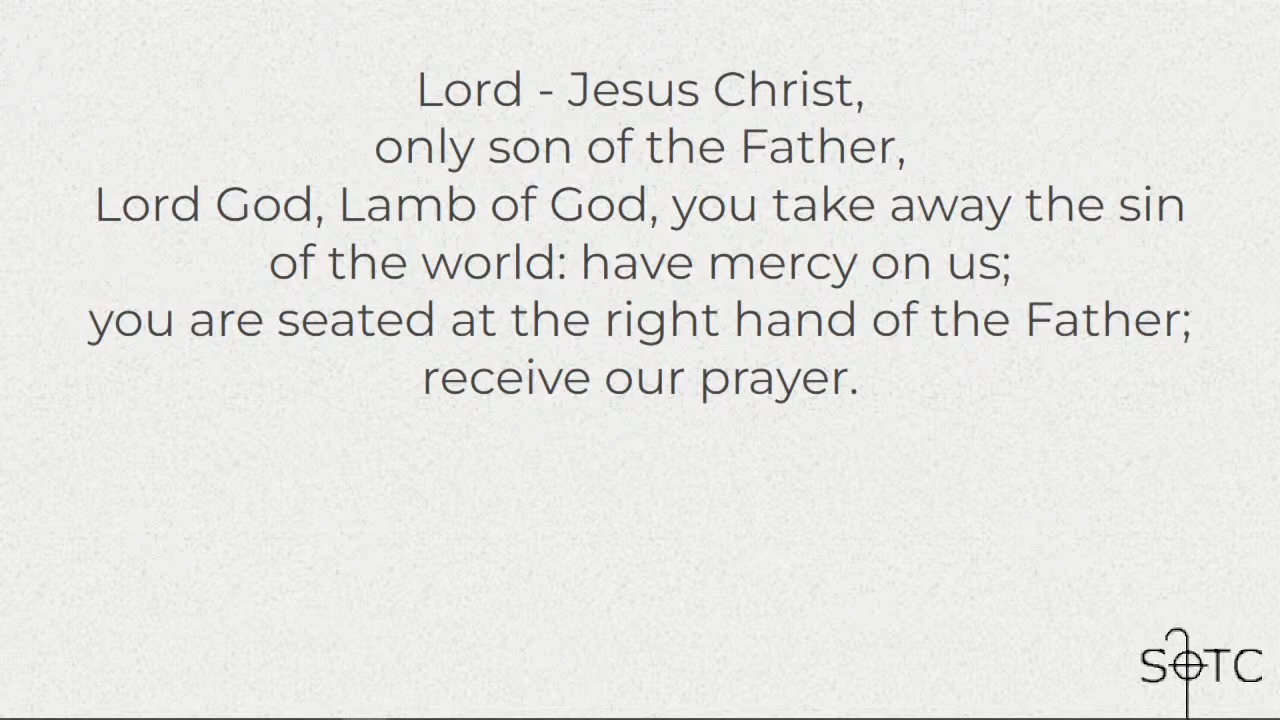 Lord - Jesus Christ,
only son of the Father,
Lord God, Lamb of God, you take away the sin
of the world: have mercy on us;
you are seated at the right hand of the Father;
receive our prayer.
SOTC